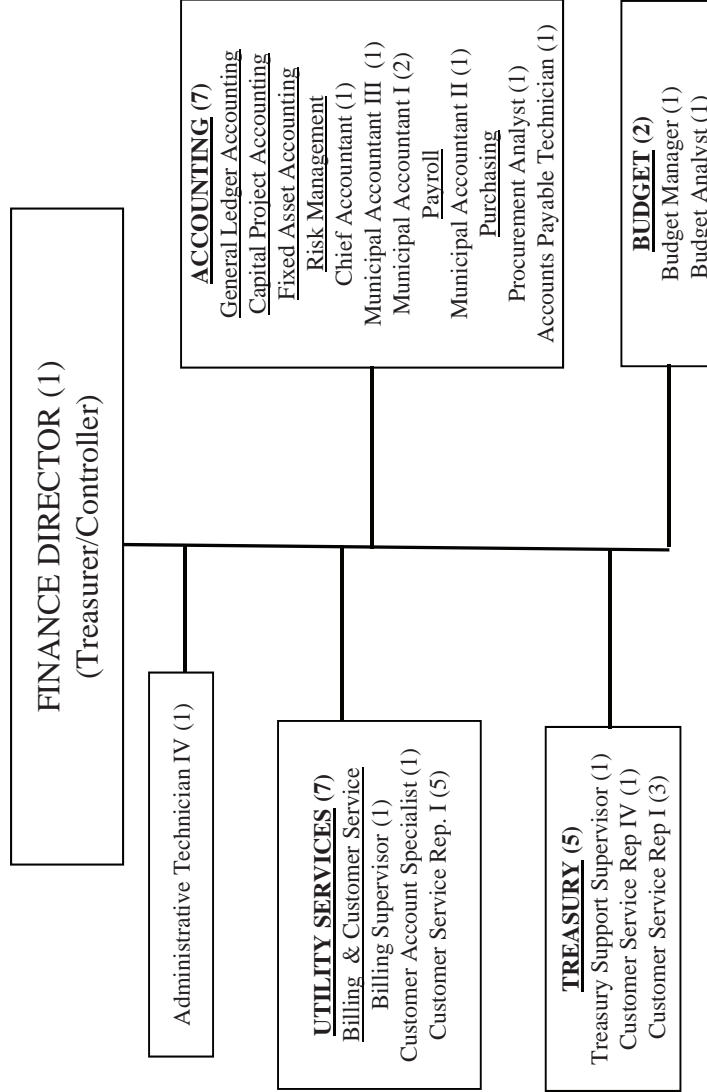 FINANCE DIRECTOR (1)
(Treasurer/Controller)
Administrative Technician IV (1)
UTILITY SERVICES (7)
Billing & Customer Service
Billing Supervisor (1)
Customer Account Specialist (1)
Customer Service Rep. I (5)
TREASURY (5)
Treasury Support Supervisor (1)
Customer Service Rep IV (1)
Customer Service Rep I (3)
ACCOUNTING (7)
General Ledger Accounting
Capital Project Accounting
Fixed Asset Accounting
Risk Management
Chief Accountant (1)
Municipal Accountant III (1)
Municipal Accountant I (2)
Payroll
Municipal Accountant II (1)
Purchasing
Procurement Analyst (1)
Accounts Payable Technician (1)
BUDGET (2)
Budget Manager (1)
Budget Analyst (1)